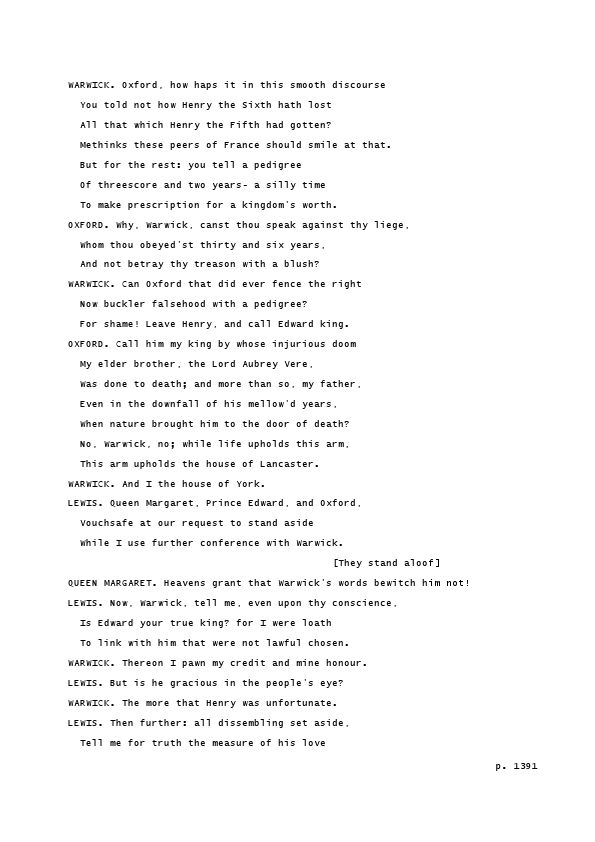 WARWICK. Oxford, how haps it in this smooth discourse
You told not how Henry the Sixth hath lost
All that which Henry the Fifth had gotten?
Methinks these peers of France should smile at that.
But for the rest: you tell a pedigree
Of threescore and two years- a silly time
To make prescription for a kingdom's worth.
OXFORD. Why, Warwick, canst thou speak against thy liege,
Whom thou obeyed'st thirty and six years,
And not betray thy treason with a blush?
WARWICK. Can Oxford that did ever fence the right
Now buckler falsehood with a pedigree?
For shame! Leave Henry, and call Edward king.
OXFORD. Call him my king by whose injurious doom
My elder brother, the Lord Aubrey Vere,
Was done to death; and more than so, my father,
Even in the downfall of his mellow'd years,
When nature brought him to the door of death?
No, Warwick, no; while life upholds this arm,
This arm upholds the house of Lancaster.
WARWICK. And I the house of York.
LEWIS. Queen Margaret, Prince Edward, and Oxford,
Vouchsafe at our request to stand aside
While I use further conference with Warwick.
[They stand aloof]
QUEEN MARGARET. Heavens grant that Warwick's words bewitch him not!
LEWIS. Now, Warwick, tell me, even upon thy conscience,
Is Edward your true king? for I were loath
To link with him that were not lawful chosen.
WARWICK. Thereon I pawn my credit and mine honour.
LEWIS. But is he gracious in the people's eye?
WARWICK. The more that Henry was unfortunate.
LEWIS. Then further: all dissembling set aside,
Tell me for truth the measure of his love
p. 1391